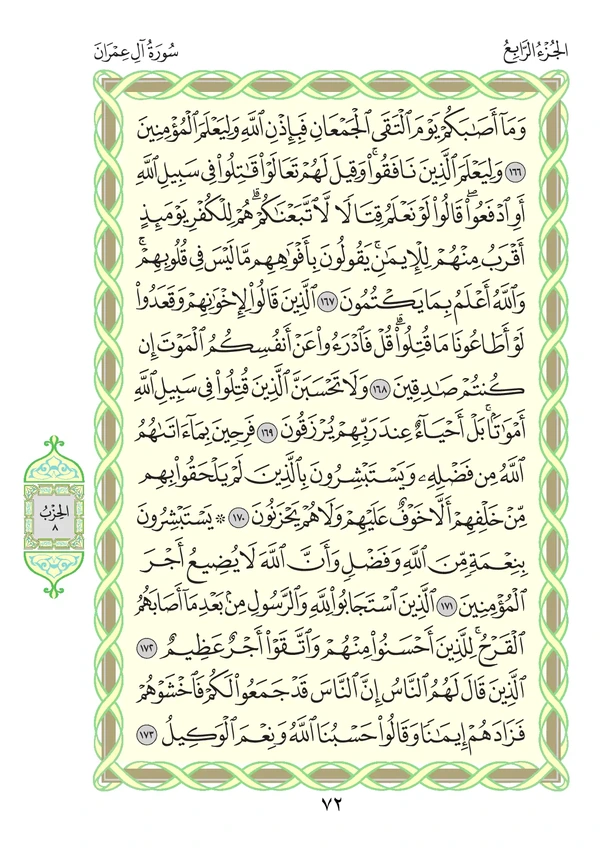 الجُزْءُ الرَّابِعُ
سُورَةُ آلِ عِمْرَانَ
وَمَآ أَصَٰبَكُمْ يَوْمَ ٱلْتَقَى ٱلْجَمْعَانِ فَبِإِذْنِ ٱللَّهِ وَلِيَعْلَمَ ٱلْمُؤْمِنِينَ
١٦٦ وَلِيَعْلَمَ ٱلَّذِينَ نَافَقُوا۟ۚ وَقِيلَ لَهُمْ تَعَالَوْا۟ قَٰتِلُوا۟ فِى سَبِيلِ ٱللَّهِ
أَوِ ٱدْفَعُوا۟ۖ قَالُوا۟ لَوْ نَعْلَمُ قِتَالًا لَّٱتَّبَعْنَٰكُمْۗ هُمْ لِلْكُفْرِ يَوْمَئِذٍ
أَقْرَبُ مِنْهُمْ لِلْإِيمَٰنِۚ يَقُولُونَ بِأَفْوَٰهِهِم مَّا لَيْسَ فِى قُلُوبِهِمْۚ
وَٱللَّهُ أَعْلَمُ بِمَا يَكْتُمُونَ ١٦٧ ٱلَّذِينَ قَالُوا۟ لِإِخْوَٰنِهِمْ وَقَعَدُوا۟
لَوْ أَطَاعُونَا مَا قُتِلُوا۟ۗ قُلْ فَٱدْرَءُوا۟ عَنْ أَنفُسِكُمُ ٱلْمَوْتَ إِن
كُنتُمْ صَٰدِقِينَ ١٦٨ وَلَا تَحْسَبَنَّ ٱلَّذِينَ قُتِلُوا۟ فِى سَبِيلِ ٱللَّهِ
أَمْوَٰتًۢاۚ بَلْ أَحْيَآءٌ عِندَ رَبِّهِمْ يُرْزَقُونَ ١٦٩ فَرِحِينَ بِمَآ ءَاتَىٰهُمُ
ٱللَّهُ مِن فَضْلِهِۦ وَيَسْتَبْشِرُونَ بِٱلَّذِينَ لَمْ يَلْحَقُوا۟ بِهِم
مِّنْ خَلْفِهِمْ أَلَّا خَوْفٌ عَلَيْهِمْ وَلَا هُمْ يَحْزَنُونَ ١٧٠ ۞ يَسْتَبْشِرُونَ
بِنِعْمَةٍ مِّنَ ٱللَّهِ وَفَضْلٍ وَأَنَّ ٱللَّهَ لَا يُضِيعُ أَجْرَ
ٱلْمُؤْمِنِينَ ١٧١ ٱلَّذِينَ ٱسْتَجَابُوا۟ لِلَّهِ وَٱلرَّسُولِ مِنۢ بَعْدِ مَآ أَصَابَهُمُ
ٱلْقَرْحُۚ لِلَّذِينَ أَحْسَنُوا۟ مِنْهُمْ وَٱتَّقَوْا۟ أَجْرٌ عَظِيمٌ ١٧٢
ٱلَّذِينَ قَالَ لَهُمُ ٱلنَّاسُ إِنَّ ٱلنَّاسَ قَدْ جَمَعُوا۟ لَكُمْ فَٱخْشَوْهُمْ
فَزَادَهُمْ إِيمَٰنًا وَقَالُوا۟ حَسْبُنَا ٱللَّهُ وَنِعْمَ ٱلْوَكِيلُ ١٧٣
الحِزْبُ
٨
٧٢